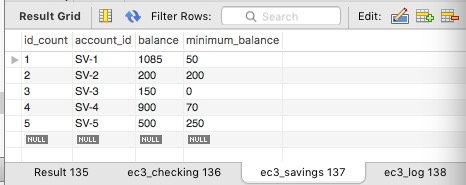 Result Grid Filter Rows: Search Edit:
id_count account_id balance minimum_balance
1 SV-1 1085 50
2 SV-2 200 200
3 SV-3 150 0
4 SV-4 900 70
5 SV-5 500 250
NULL NULL NULL NULL
Result 135 ec3_checking 136 ec3_savings 137 ec3_log 138